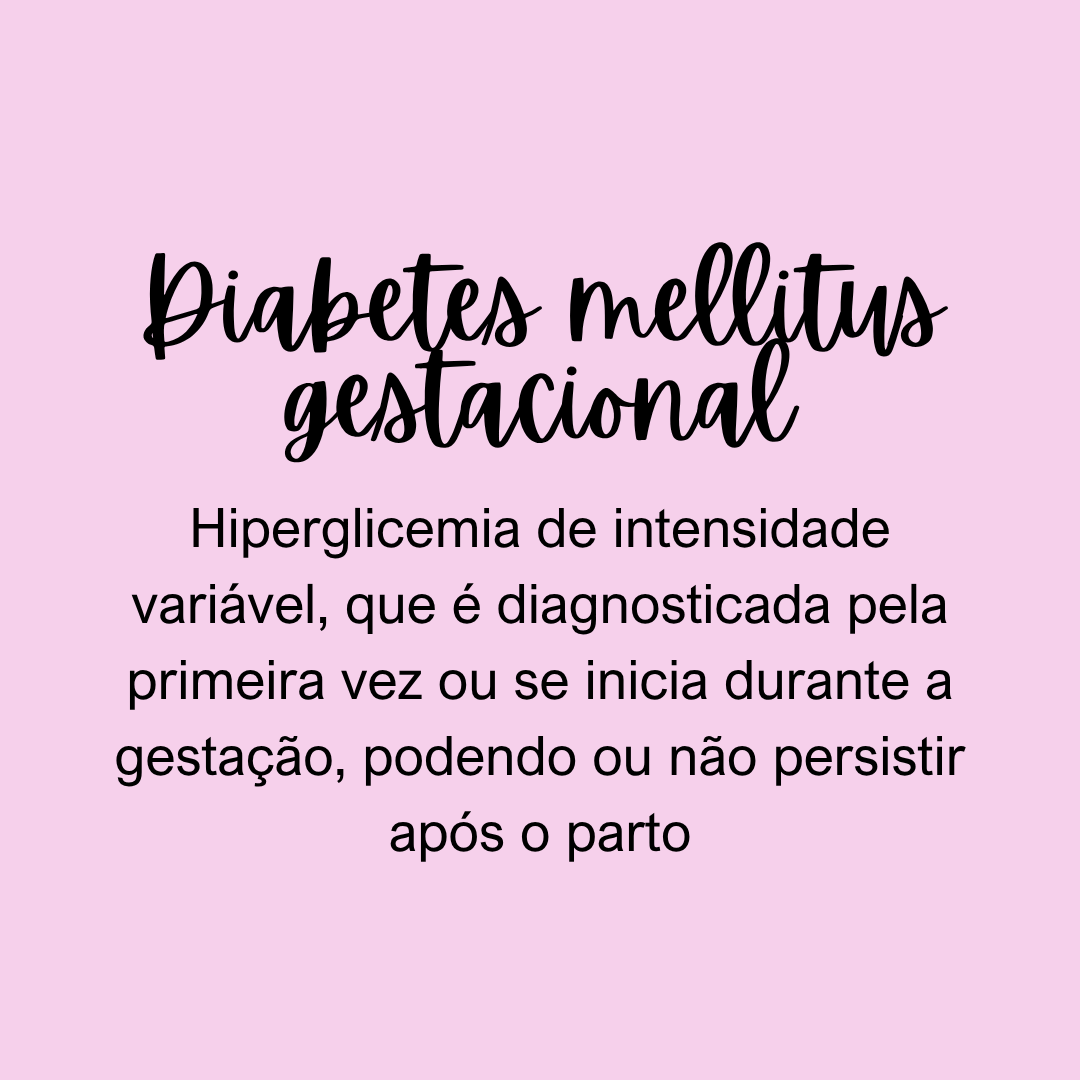 Diabetes mellitus
gestacional
Hiperglicemia de intensidade
variável, que é diagnosticada pela
primeira vez ou se inicia durante a
gestação, podendo ou não persistir
após o parto